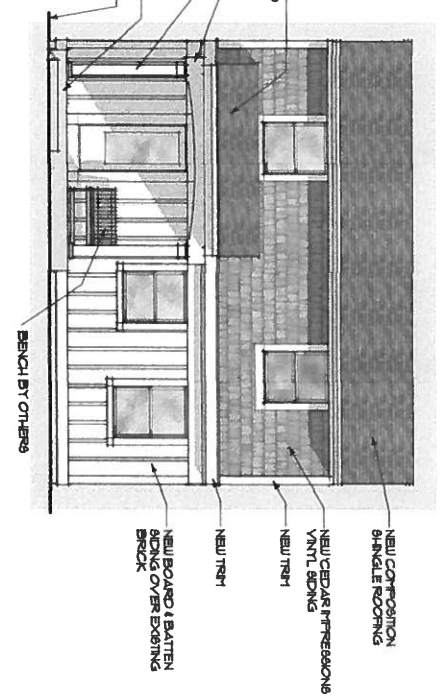 NEW COMPOSITION
SHINGLE ROOFING
NEW 'CEDAR IMPRESSIONS
VINYL SIDING
NEW TRIM
NEW TRIM
NEW BOARD & BATTEN
SIDING OVER EXISTING
BRICK
BENCH BY OTHERS